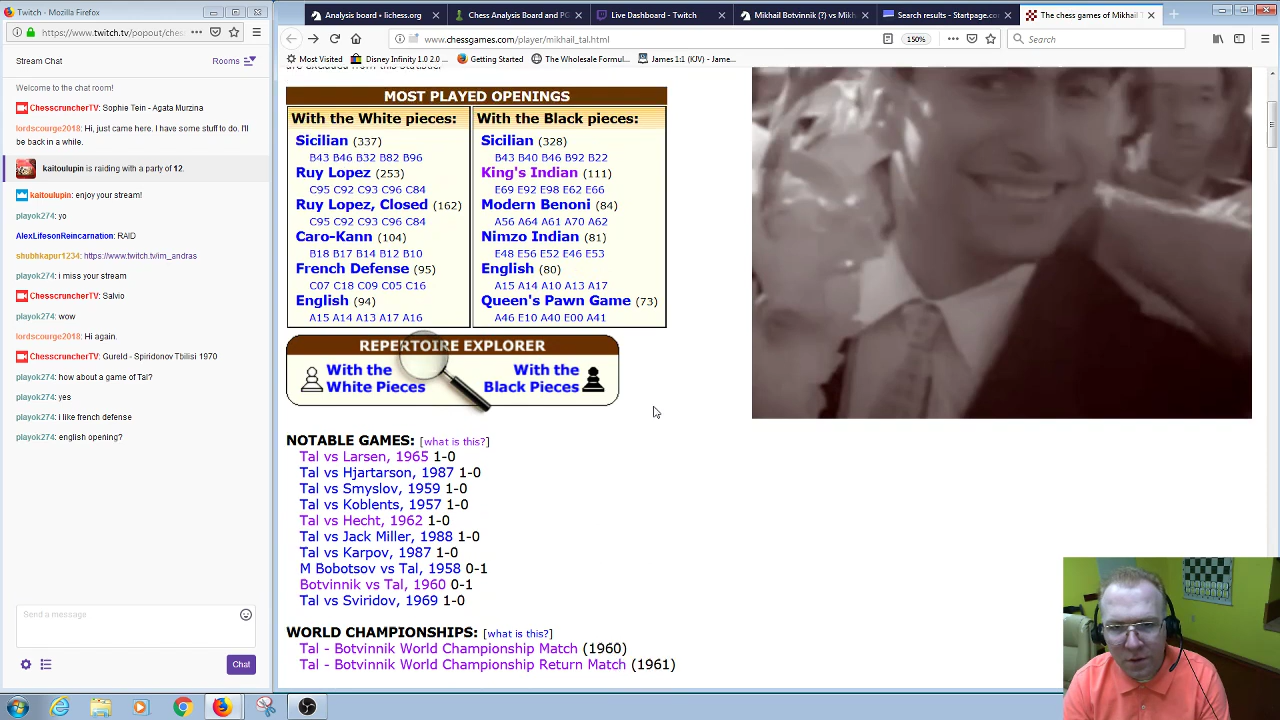 Twitch - Mozilla Firefox
https://www.twitch.tv/popout/ches
Stream Chat
Rooms
Welcome to the chat room!
ChesscruncherTV: Sophie Tein - Agata Murzina
lordscourge2018: Hi, just came here. I have some stuff to do. I'll
be back in a while.
kaitoulupin is raiding with a party of 12.
kaitoulupin: enjoy your stream!
playok274: yo
AlexLifesonReincarnation: RAID
shubhkapur1234: https://www.twitch.tv/im_andras
playok274: i miss your stream
ChesscruncherTV: Salvio
playok274: wow
lordscourge2018: Hi again.
ChesscruncherTV: Gureld - Spiridonov Tbilisi 1970
playok274: how about a game of Tal?
playok274: yes
playok274: i like french defense
playok274: english opening?
Send a message
Chat
Analysis board • lichess.org
Chess Analysis Board and PG
Live Dashboard - Twitch
Mikhail Botvinnik (?) vs Mikh
Search results - Startpage.com
The chess games of Mikhail T
www.chessgames.com/player/mikhail_tal.html
150%
Search
Most Visited
Disney Infinity 1.0 2.0 ...
Getting Started
The Wholesale Formul...
James 1:1 (KJV) - Jame...
are excluded from this statistic.
MOST PLAYED OPENINGS
With the White pieces:
Sicilian (337)
B43 B46 B32 B82 B96
Ruy Lopez (253)
C95 C92 C93 C96 C84
Ruy Lopez, Closed (162)
C95 C92 C93 C96 C84
Caro-Kann (104)
B18 B17 B14 B12 B10
French Defense (95)
C07 C18 C09 C05 C16
English (94)
A15 A14 A13 A17 A16
With the Black pieces:
Sicilian (328)
B43 B40 B46 B92 B22
King's Indian (111)
E69 E92 E98 E62 E66
Modern Benoni (84)
A56 A64 A61 A70 A62
Nimzo Indian (81)
E48 E56 E52 E46 E53
English (80)
A15 A14 A10 A13 A17
Queen's Pawn Game (73)
A46 E10 A40 E00 A41
REPERTOIRE EXPLORER
With the
White Pieces
With the
Black Pieces
NOTABLE GAMES: [what is this?]
Tal vs Larsen, 1965 1-0
Tal vs Hjartarson, 1987 1-0
Tal vs Smyslov, 1959 1-0
Tal vs Koblents, 1957 1-0
Tal vs Hecht, 1962 1-0
Tal vs Jack Miller, 1988 1-0
Tal vs Karpov, 1987 1-0
M Bobotsov vs Tal, 1958 0-1
Botvinnik vs Tal, 1960 0-1
Tal vs Sviridov, 1969 1-0
WORLD CHAMPIONSHIPS: [what is this?]
Tal - Botvinnik World Championship Match (1960)
Tal - Botvinnik World Championship Return Match (1961)